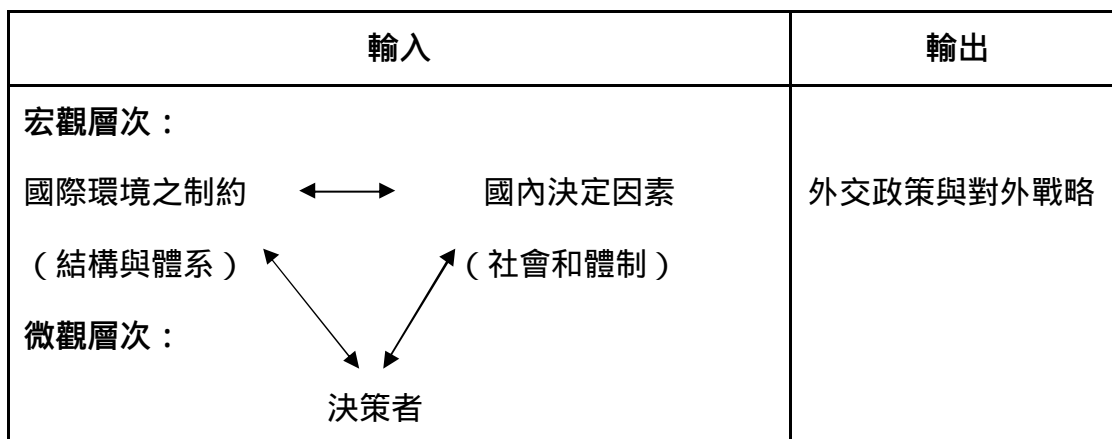 輸入 輸出
宏觀層次：
國際環境之制約 國內決定因素 外交政策與對外戰略
（結構與體系） （社會和體制）
微觀層次：
決策者